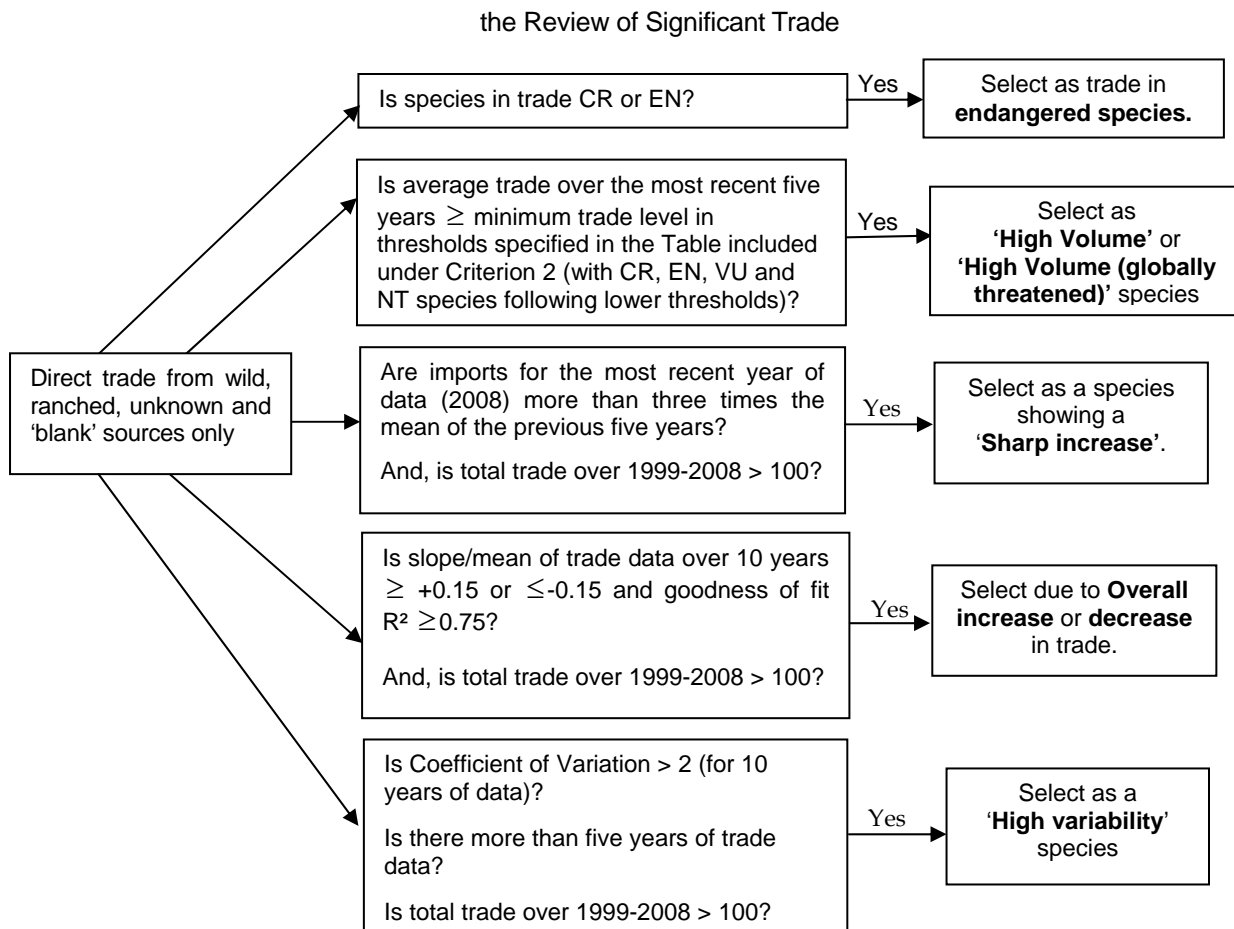 the Review of Significant Trade
Is species in trade CR or EN?
Yes
Select as trade in
endangered species.
Is average trade over the most recent five
years ≥ minimum trade level in
thresholds specified in the Table included
under Criterion 2 (with CR, EN, VU and
NT species following lower thresholds)?
Yes
Select as
‘High Volume’ or
‘High Volume (globally
threatened)’ species
Direct trade from wild,
ranched, unknown and
‘blank’ sources only
Are imports for the most recent year of
data (2008) more than three times the
mean of the previous five years?
And, is total trade over 1999-2008 > 100?
Yes
Select as a species
showing a
‘Sharp increase’.
Is slope/mean of trade data over 10 years
≥ +0.15 or ≤-0.15 and goodness of fit
R² ≥0.75?
And, is total trade over 1999-2008 > 100?
Yes
Select due to Overall
increase or decrease
in trade.
Is Coefficient of Variation > 2 (for 10
years of data)?
Is there more than five years of trade
data?
Is total trade over 1999-2008 > 100?
Yes
Select as a
‘High variability’
species